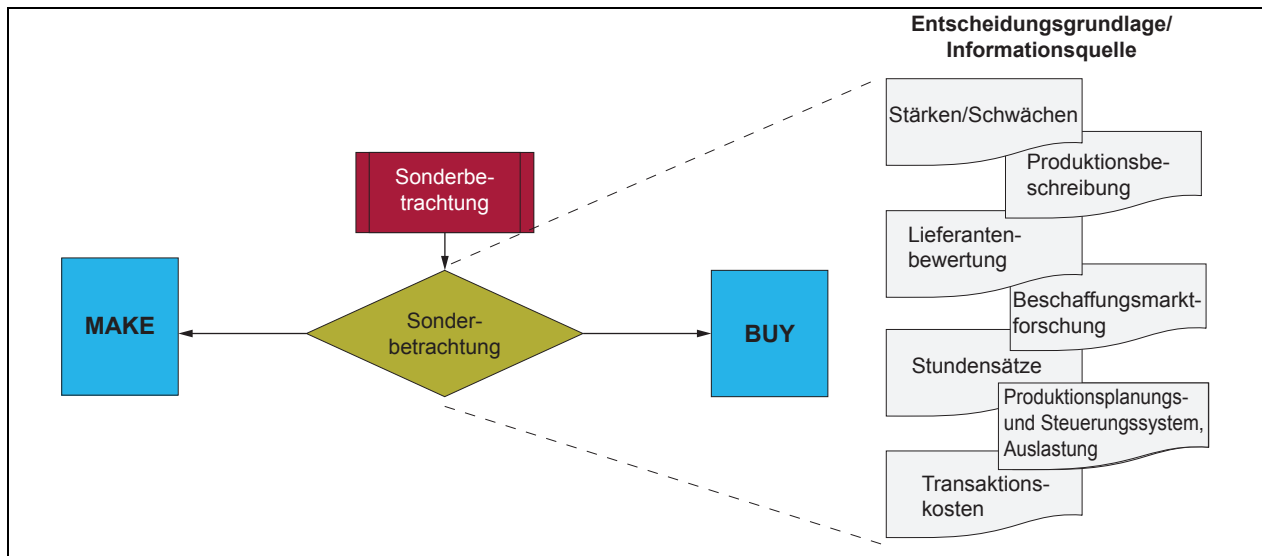 Entscheidungsgrundlage/
Informationsquelle
Stärken/Schwächen
Produktionsbe-
schreibung
Sonderbe-
trachtung
Lieferanten-
bewertung
Beschaffungsmarkt-
forschung
MAKE
Sonder-
betrachtung
BUY
Stundensätze
Produktionsplanungs-
und Steuerungssystem,
Auslastung
Transaktions-
kosten